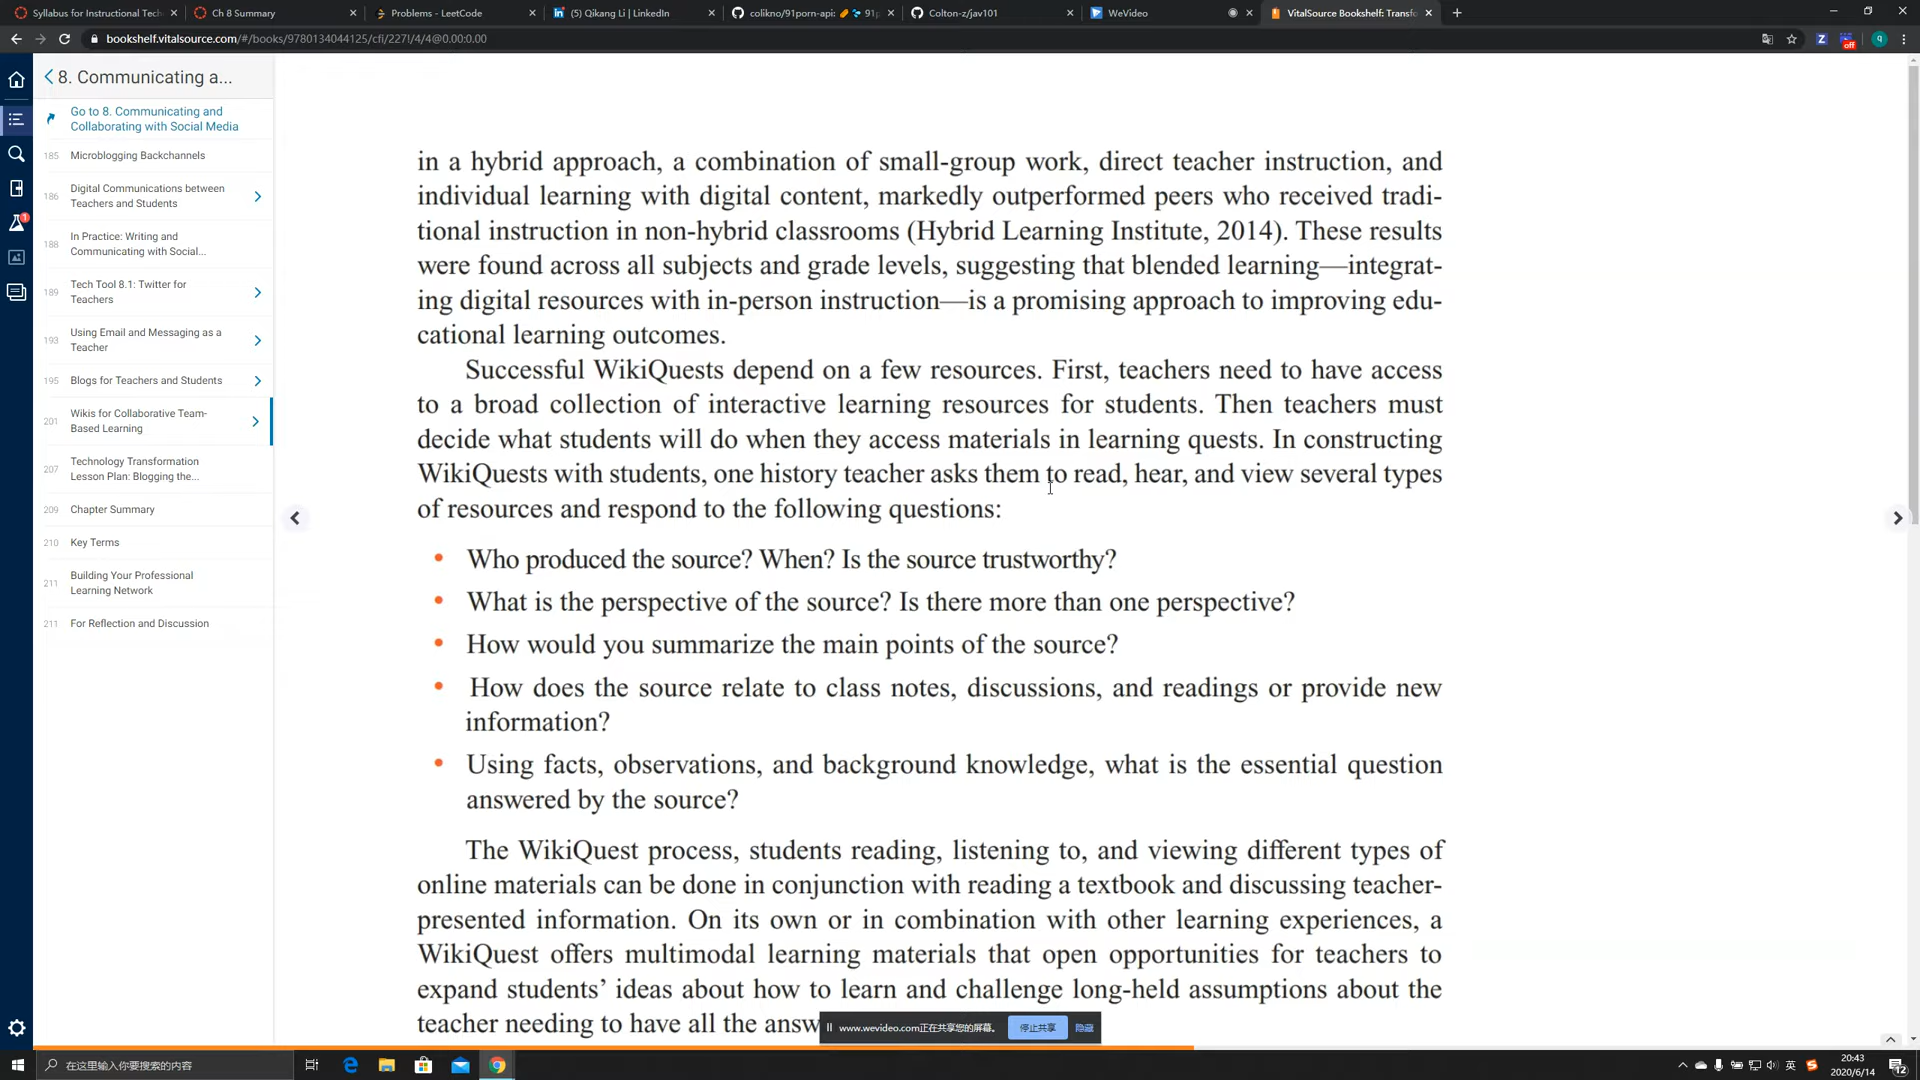 Syllabus for Instructional Tech
Ch 8 Summary
Problems - LeetCode
(5) Qikang Li | LinkedIn
colikno/91porn-api: 91p
Colton-z/jav101
WeVideo
VitalSource Bookshelf: Transfo
bookshelf.vitalsource.com/#/books/9780134044125/cfi/227!/4/4@0.00:0.00
8. Communicating a...
Go to 8. Communicating and
Collaborating with Social Media
185 Microblogging Backchannels
186 Digital Communications between
Teachers and Students
188 In Practice: Writing and
Communicating with Social...
189 Tech Tool 8.1: Twitter for
Teachers
193 Using Email and Messaging as a
Teacher
195 Blogs for Teachers and Students
201 Wikis for Collaborative Team-
Based Learning
207 Technology Transformation
Lesson Plan: Blogging the...
209 Chapter Summary
210 Key Terms
211 Building Your Professional
Learning Network
211 For Reflection and Discussion
in a hybrid approach, a combination of small-group work, direct teacher instruction, and
individual learning with digital content, markedly outperformed peers who received tradi-
tional instruction in non-hybrid classrooms (Hybrid Learning Institute, 2014). These results
were found across all subjects and grade levels, suggesting that blended learning—integrat-
ing digital resources with in-person instruction—is a promising approach to improving edu-
cational learning outcomes.
Successful WikiQuests depend on a few resources. First, teachers need to have access
to a broad collection of interactive learning resources for students. Then teachers must
decide what students will do when they access materials in learning quests. In constructing
WikiQuests with students, one history teacher asks them to read, hear, and view several types
of resources and respond to the following questions:
• Who produced the source? When? Is the source trustworthy?
• What is the perspective of the source? Is there more than one perspective?
• How would you summarize the main points of the source?
• How does the source relate to class notes, discussions, and readings or provide new
information?
• Using facts, observations, and background knowledge, what is the essential question
answered by the source?
The WikiQuest process, students reading, listening to, and viewing different types of
online materials can be done in conjunction with reading a textbook and discussing teacher-
presented information. On its own or in combination with other learning experiences, a
WikiQuest offers multimodal learning materials that open opportunities for teachers to
expand students’ ideas about how to learn and challenge long-held assumptions about the
teacher needing to have all the answ
www.wevideo.com正在共享您的屏幕。 停止共享 隐藏
在这里输入你要搜索的内容
英
20:43
2020/6/14
12